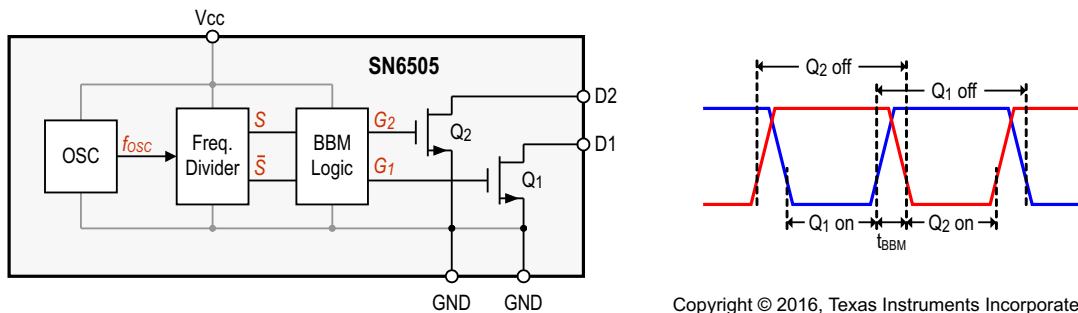 Vcc
SN6505
D2
D1
OSC
fOSC
Freq.
Divider
S
S̄
BBM
Logic
G2
G1
Q2
Q1
GND
GND
Q2 off
Q1 off
Q1 on
tBBM
Q2 on
Copyright © 2016, Texas Instruments Incorporate